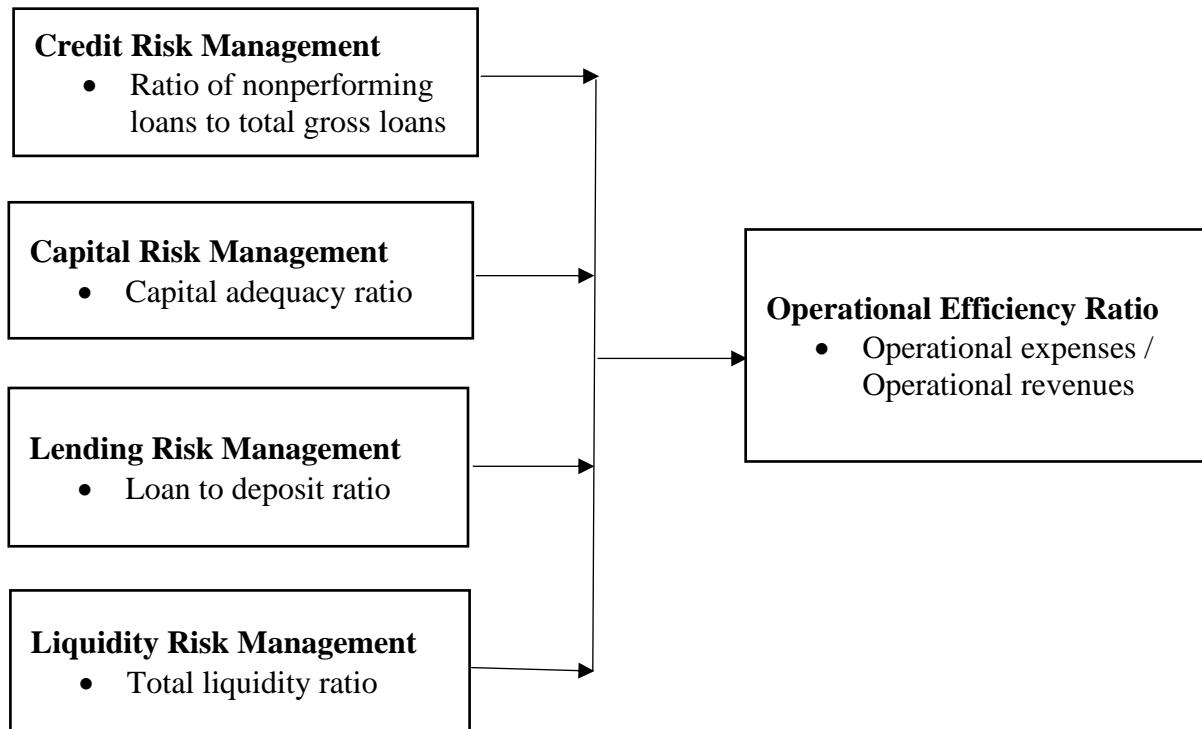 Credit Risk Management
• Ratio of nonperforming
loans to total gross loans
Capital Risk Management
• Capital adequacy ratio
Lending Risk Management
• Loan to deposit ratio
Liquidity Risk Management
• Total liquidity ratio
Operational Efficiency Ratio
• Operational expenses /
Operational revenues